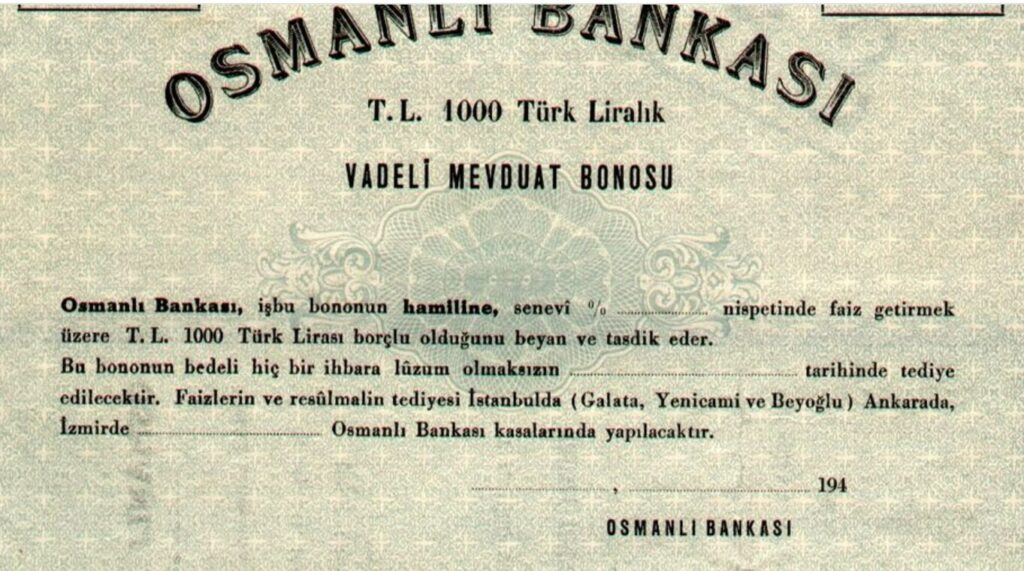 OSMANLI BANKASI
T. L. 1000 Türk Liralık
VADELİ MEVDUAT BONOSU
Osmanlı Bankası, işbu bononun hamiline, senevî % .................. nispetinde faiz getirmek
üzere T. L. 1000 Türk Lirası borçlu olduğunu beyan ve tasdik eder.
Bu bononun bedeli hiç bir ihbara lûzum olmaksızın .................. tarihinde tediye
edilecektir. Faizlerin ve resülmalin tediyesi İstanbulda (Galata, Yenicami ve Beyoğlu) Ankarada,
İzmirde .................. Osmanlı Bankası kasalarında yapılacaktır.
.................. , .................. 194
OSMANLI BANKASI